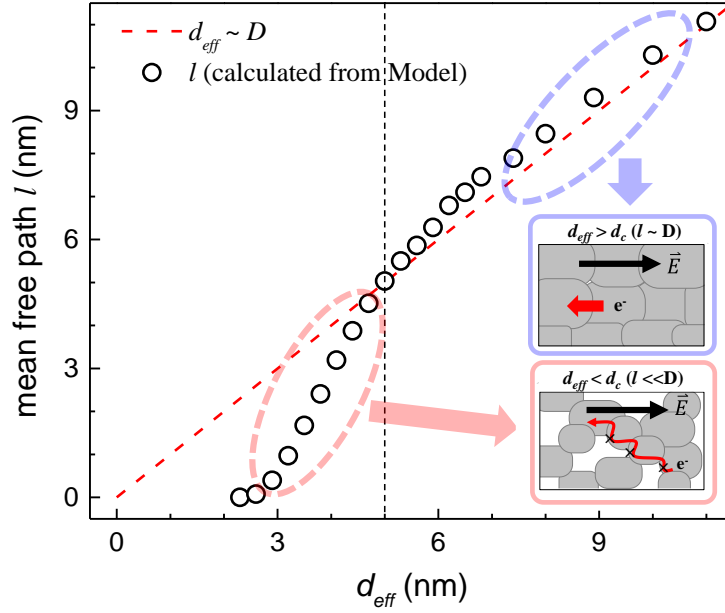 d_eff ~ D
l (calculated from Model)
mean free path l (nm)
9
6
3
0
d_eff > d_c (l ~ D)
E⃗
e⁻
d_eff < d_c (l <<D)
E⃗
e⁻
0 3 6 9
d_eff (nm)